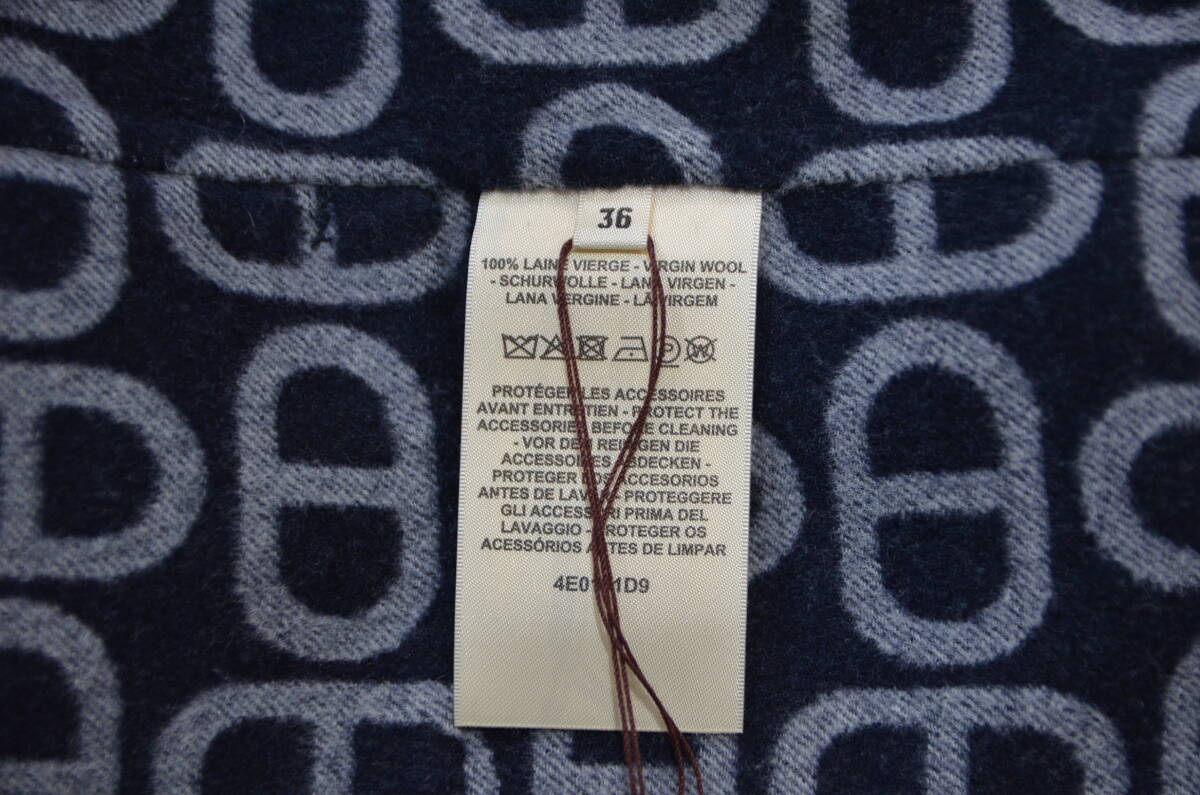 36
100% LAINE VIERGE - VIRGIN WOOL
- SCHURWOLLE - LANA VIRGEN -
LANA VERGINE - LÃ VIRGEM
P W
PROTÉGER LES ACCESSOIRES
AVANT ENTRETIEN - PROTECT THE
ACCESSORIES BEFORE CLEANING
- VOR DEM REINIGEN DIE
ACCESSOIRES ABDECKEN -
PROTEGER LOS ACCESORIOS
ANTES DE LAVAR - PROTEGGERE
GLI ACCESSORI PRIMA DEL
LAVAGGIO - PROTEGER OS
ACESSÓRIOS ANTES DE LIMPAR